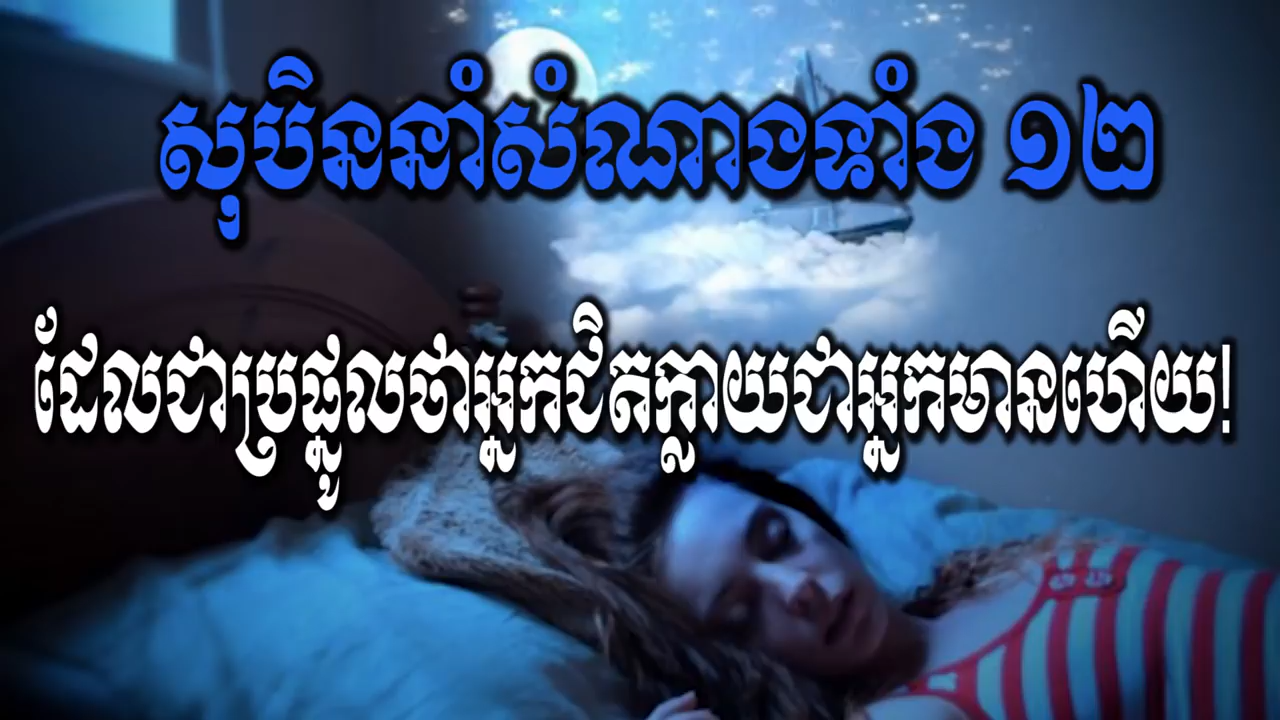 សុបិននាំសំណាងទាំង ១២
ដែលជាប្រផ្នូលថាអ្នកជិតក្លាយជាអ្នកមានហើយ!